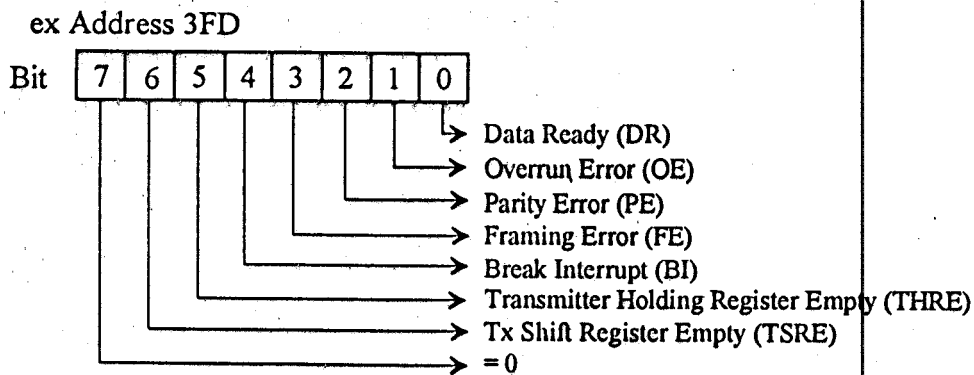 ex Address 3FD
Bit 7 6 5 4 3 2 1 0
Data Ready (DR)
Overrun Error (OE)
Parity Error (PE)
Framing Error (FE)
Break Interrupt (BI)
Transmitter Holding Register Empty (THRE)
Tx Shift Register Empty (TSRE)
= 0